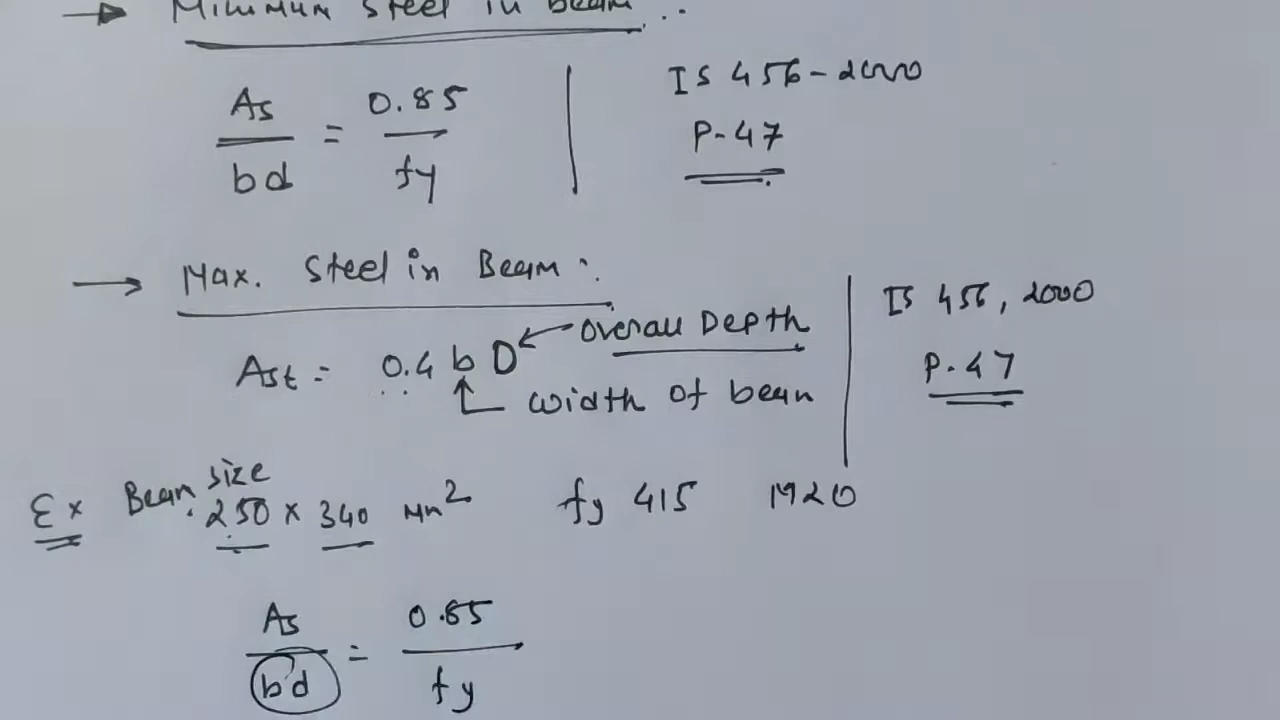 → Minimum Steel in Beam :.
As / bd = 0.85 / fy
IS 456-2000
P-47
→ Max. Steel in Beam :.
Ast = 0.4 b D ← Overall Depth
Width of bean
IS 456, 2000
P-47
Ex Beam size
250 x 340 mm² fy 415 M20
As / bd = 0.85 / fy